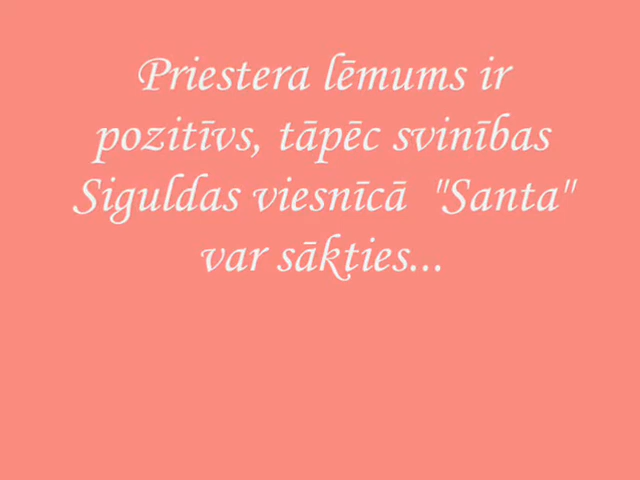 Priestera lēmums ir
pozitīvs, tāpēc svinības
Siguldas viesnīcā "Santa"
var sākties...